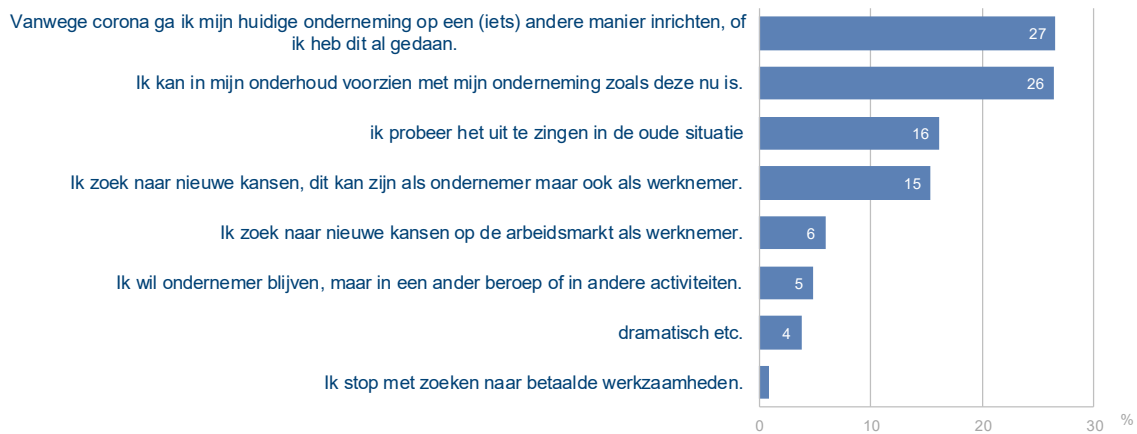 Vanwege corona ga ik mijn huidige onderneming op een (iets) andere manier inrichten, of
ik heb dit al gedaan.
27
Ik kan in mijn onderhoud voorzien met mijn onderneming zoals deze nu is.
26
ik probeer het uit te zingen in de oude situatie
16
Ik zoek naar nieuwe kansen, dit kan zijn als ondernemer maar ook als werknemer.
15
Ik zoek naar nieuwe kansen op de arbeidsmarkt als werknemer.
6
Ik wil ondernemer blijven, maar in een ander beroep of in andere activiteiten.
5
dramatisch etc.
4
Ik stop met zoeken naar betaalde werkzaamheden.
0 10 20 30 %